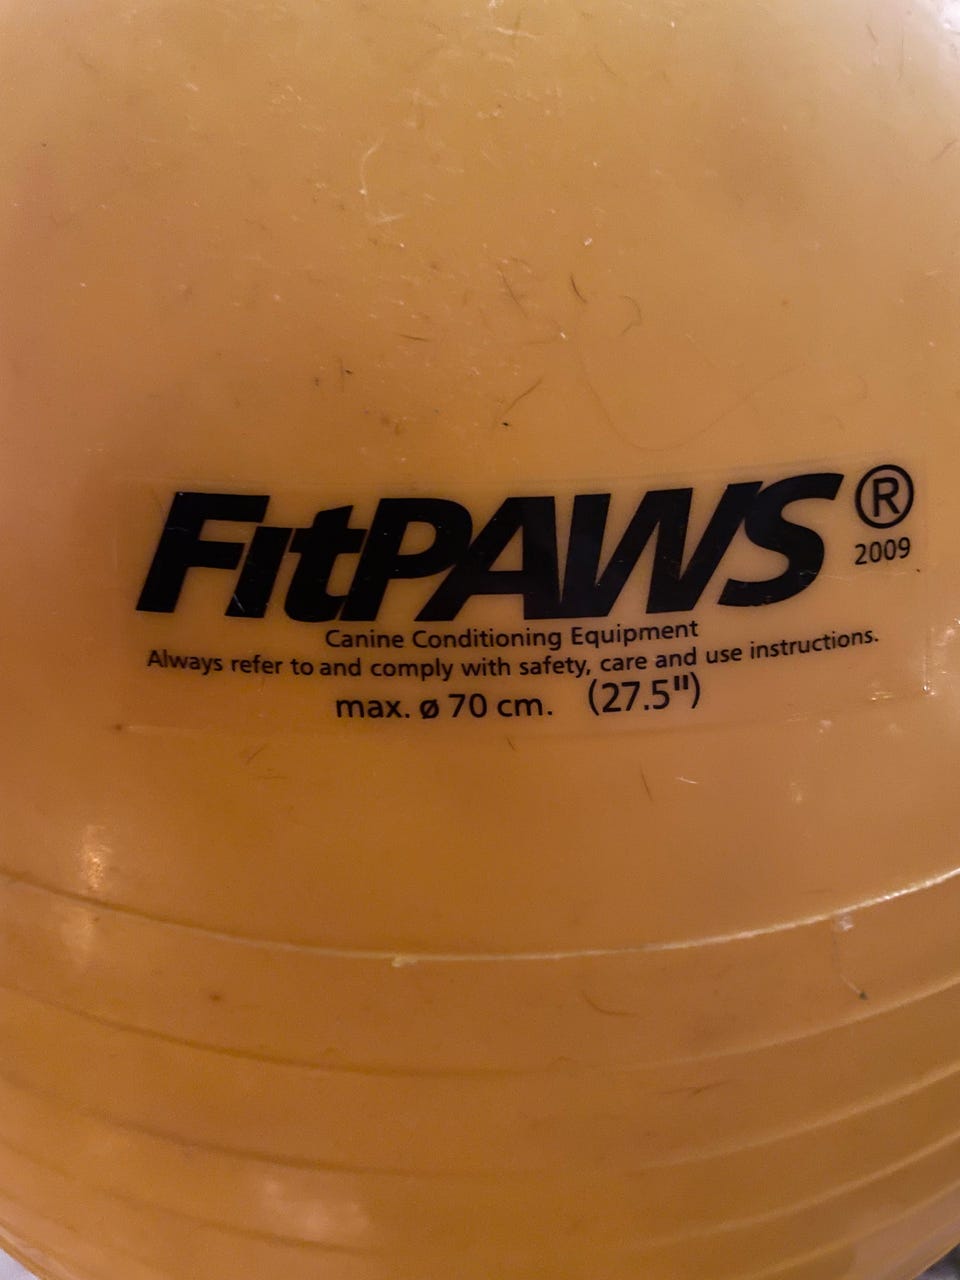 FitPAWS®
2009
Canine Conditioning Equipment
Always refer to and comply with safety, care and use instructions.
max. ø 70 cm. (27.5")